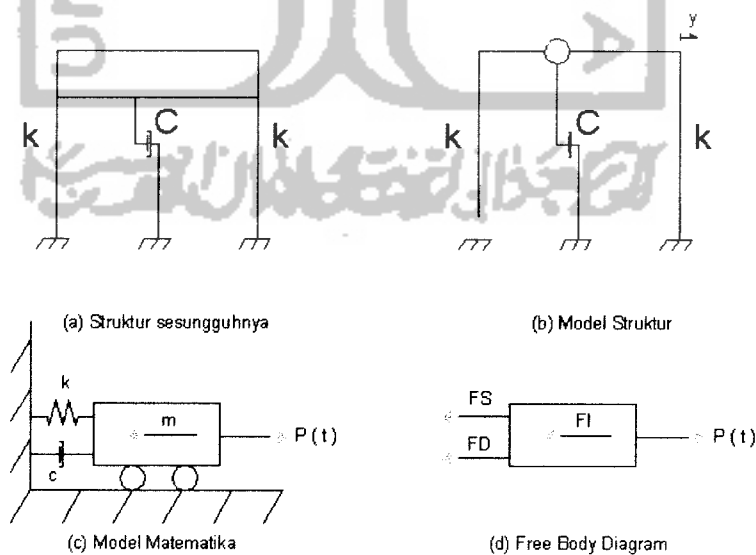 y
k
C
k
k
C
k
(a) Struktur sesungguhnya
(b) Model Struktur
k
m
P(t)
c
FS
FI
FD
P(t)
(c) Model Matematika
(d) Free Body Diagram